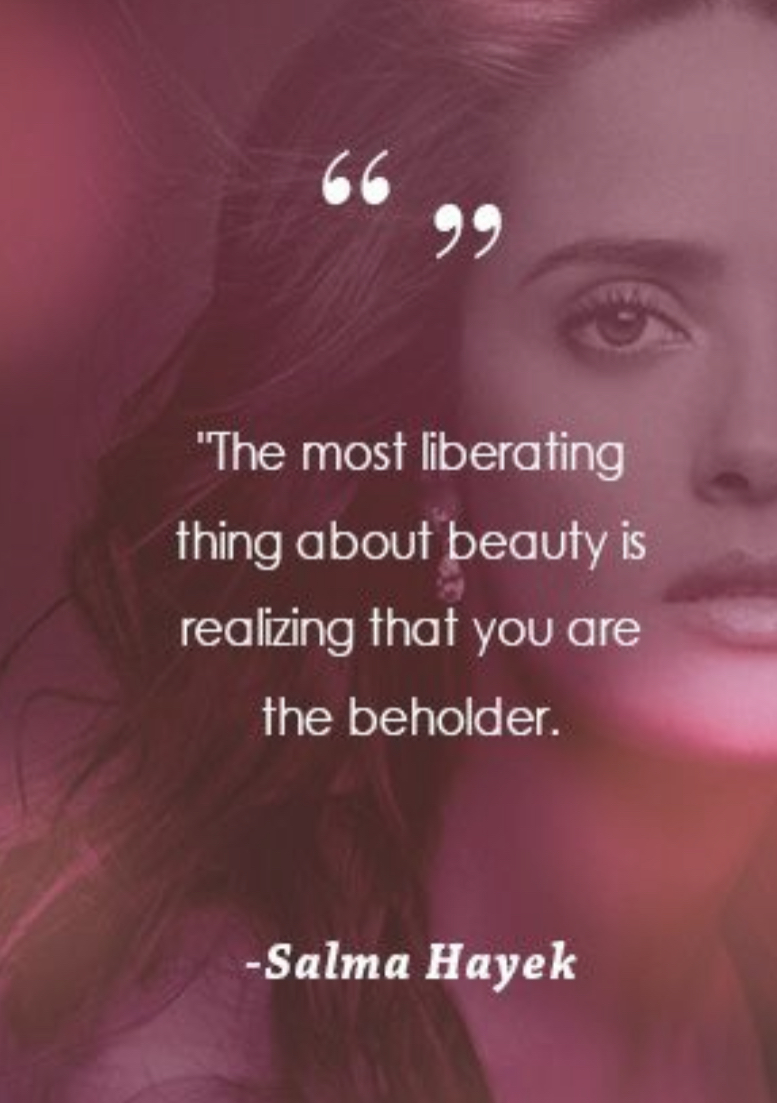 “ ”
"The most liberating
thing about beauty is
realizing that you are
the beholder.
-Salma Hayek